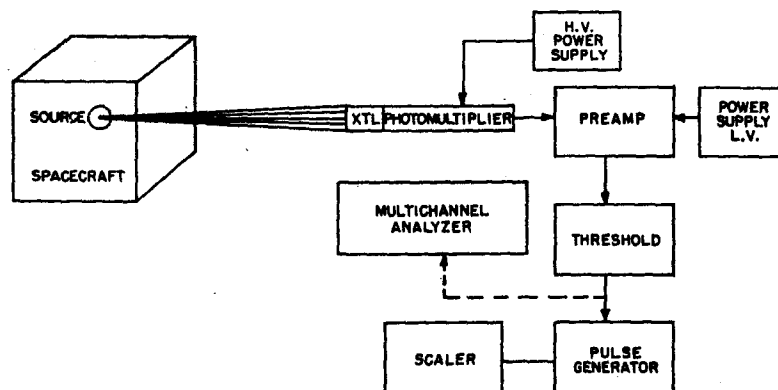 H.V.
POWER
SUPPLY
SOURCE
XTL
PHOTOMULTIPLIER
PREAMP
POWER
SUPPLY
L.V.
SPACECRAFT
MULTICHANNEL
ANALYZER
THRESHOLD
SCALER
PULSE
GENERATOR